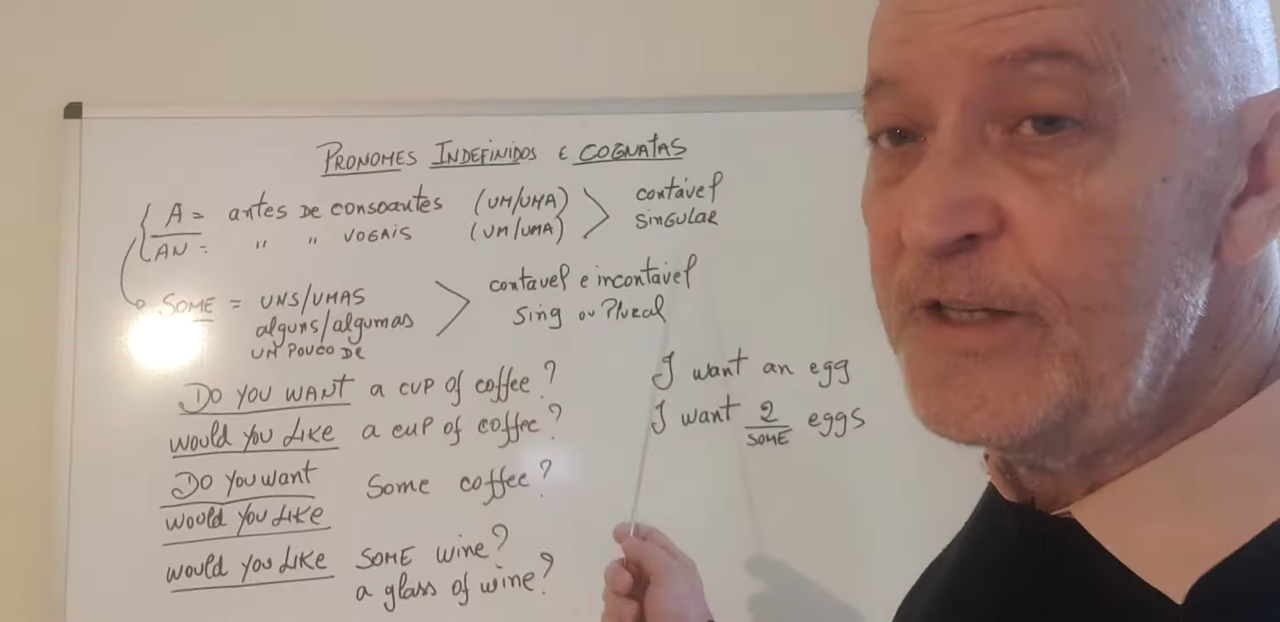 PRONOMES INDEFINIDOS E COGNATAS
A = antes DE consoantes (UM/UMA) > contável
AN = " " VOGAIS (UM/UMA) singular
SOME = UNS/UMAS > contavel e incontável
alguns/algumas Sing ou Plural
UM POUCO DE
DO YOU WANT a cup of coffee? I want an egg
would you Like a cup of coffee? I want 2 eggs
SOME
DO YOU want Some coffee?
would you Like
would you Like SOME wine?
a glass of wine?